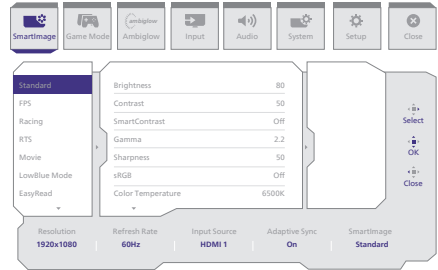 SmartImage
Game Mode
Ambiglow
Input
Audio
System
Setup
Close
ambiglow
Standard
FPS
Racing
RTS
Movie
LowBlue Mode
EasyRead
Brightness 80
Contrast 50
SmartContrast Off
Gamma 2.2
Sharpness 50
sRGB Off
Color Temperature 6500K
Select
OK
Close
Resolution Refresh Rate Input Source Adaptive Sync SmartImage
1920x1080 60Hz HDMI 1 On Standard